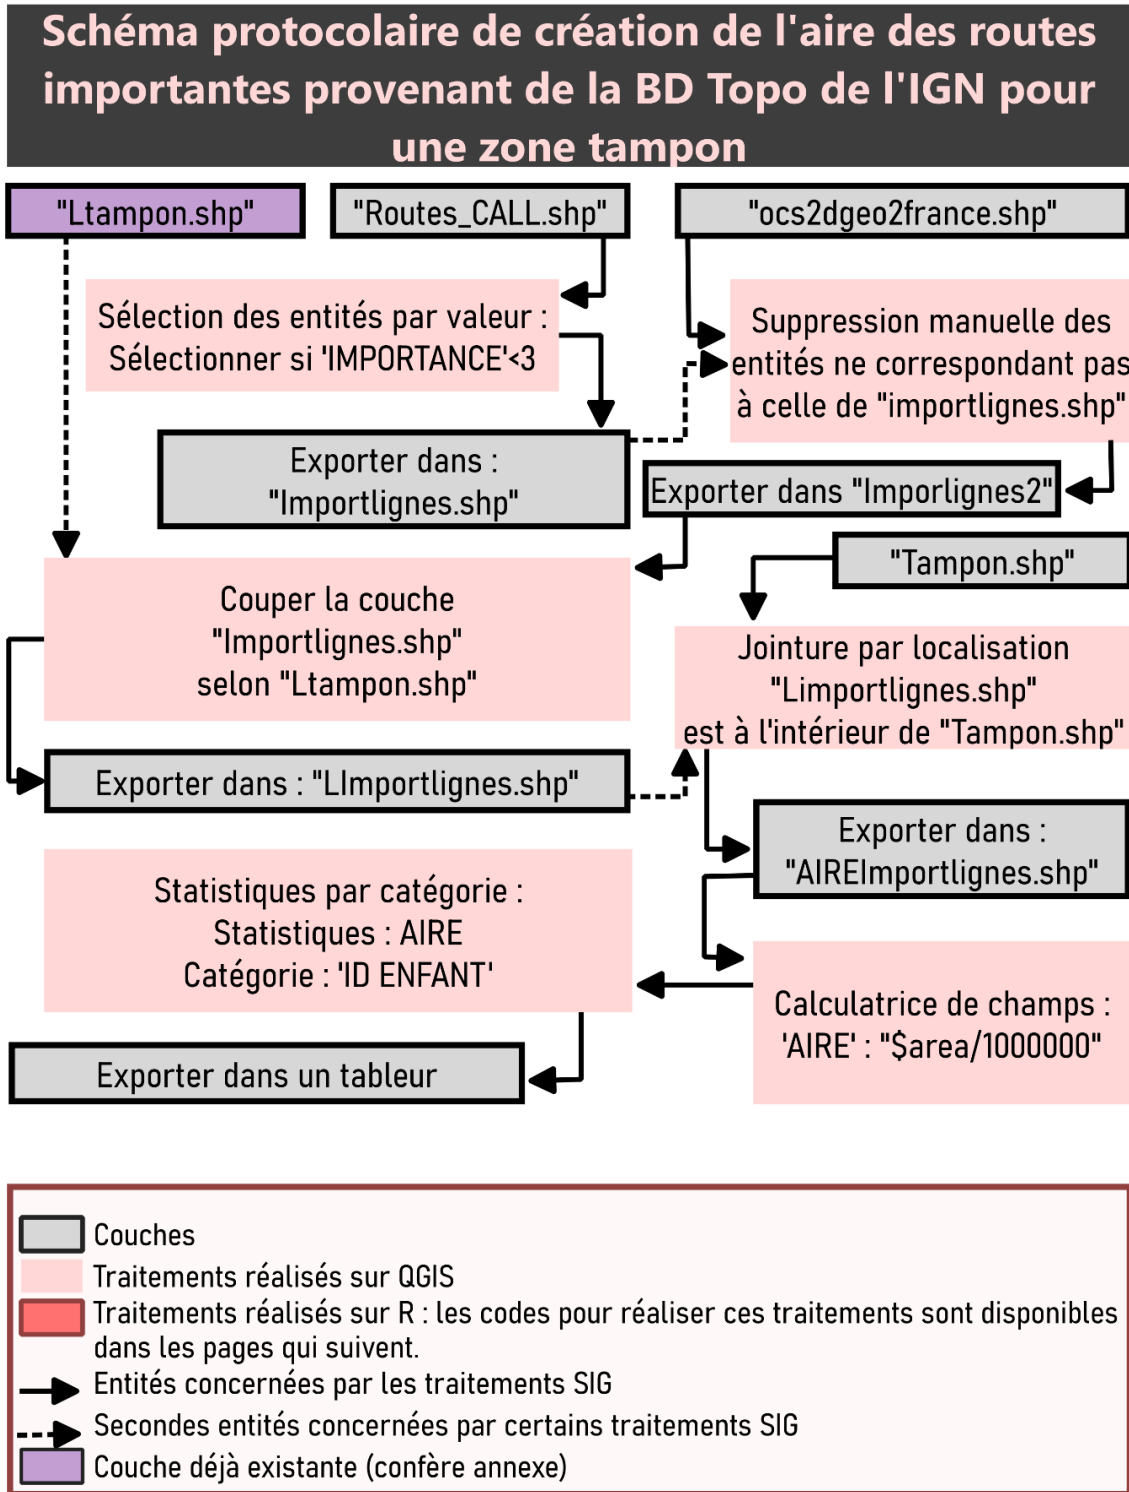 Schéma protocolaire de création de l'aire des routes
importantes provenant de la BD Topo de l'IGN pour
une zone tampon
"Ltampon.shp"
"Routes_CALL.shp"
"ocs2dgeo2france.shp"
Sélection des entités par valeur :
Sélectionner si 'IMPORTANCE'<3
Suppression manuelle des
entités ne correspondant pas
à celle de "importlignes.shp"
Exporter dans :
"Importlignes.shp"
Exporter dans "Imporlignes2"
"Tampon.shp"
Couper la couche
"Importlignes.shp"
selon "Ltampon.shp"
Jointure par localisation
"Limportlignes.shp"
est à l'intérieur de "Tampon.shp"
Exporter dans : "LImportlignes.shp"
Exporter dans :
"AIREImportlignes.shp"
Statistiques par catégorie :
Statistiques : AIRE
Catégorie : 'ID ENFANT'
Calculatrice de champs :
'AIRE' : "$area/1000000"
Exporter dans un tableur
Couches
Traitements réalisés sur QGIS
Traitements réalisés sur R : les codes pour réaliser ces traitements sont disponibles
dans les pages qui suivent.
Entités concernées par les traitements SIG
Secondes entités concernées par certains traitements SIG
Couche déjà existante (confère annexe)